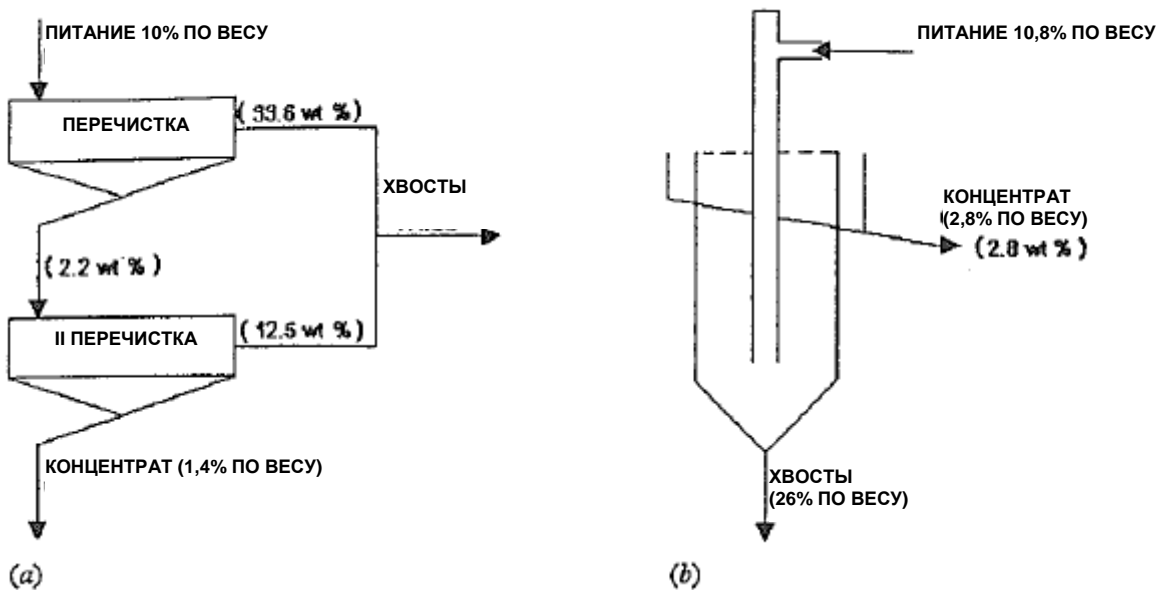 ПИТАНИЕ 10% ПО ВЕСУ
ПЕРЕЧИСТКА
(99.6 wt %)
ХВОСТЫ
(2.2 wt %)
II ПЕРЕЧИСТКА
(12.5 wt %)
КОНЦЕНТРАТ (1,4% ПО ВЕСУ)
(a)
ПИТАНИЕ 10,8% ПО ВЕСУ
КОНЦЕНТРАТ
(2,8% ПО ВЕСУ)
(2.8 wt %)
ХВОСТЫ
(26% ПО ВЕСУ)
(b)